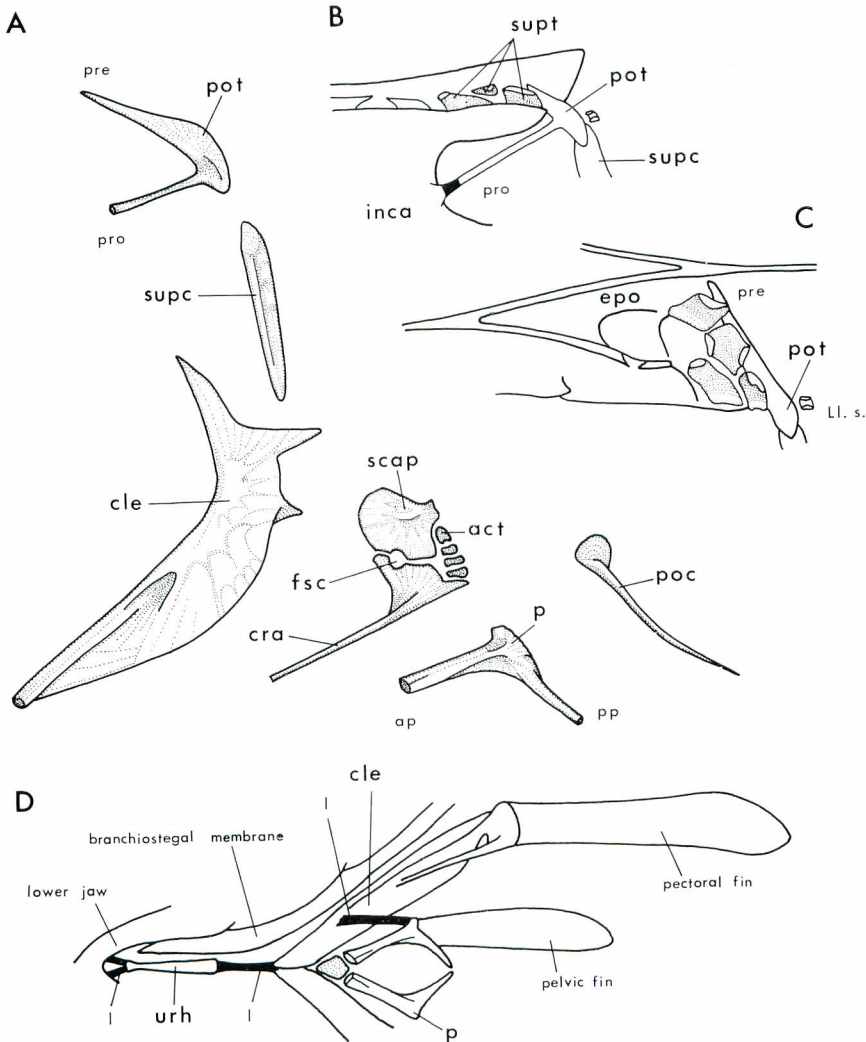 A
pre
pot
pro
supc
cle
scap
act
fsc
cra
p
ap
pp
poc
B
supt
pot
supc
pro
inca
C
epo
pre
pot
Ll. s.
D
cle
l
branchiostegal membrane
lower jaw
pectoral fin
pelvic fin
l
urh
l
p